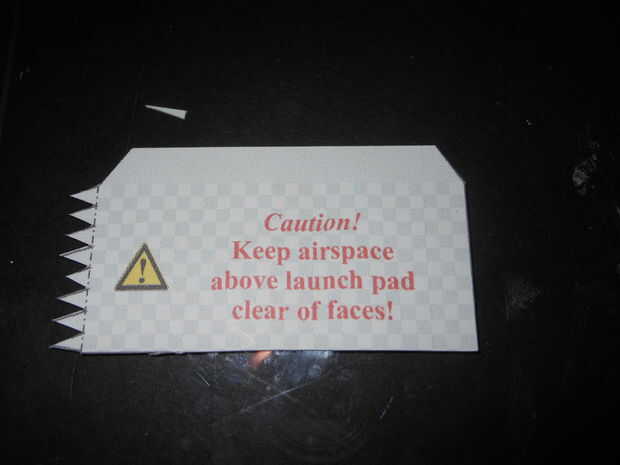 Caution!
Keep airspace
above launch pad
clear of faces!